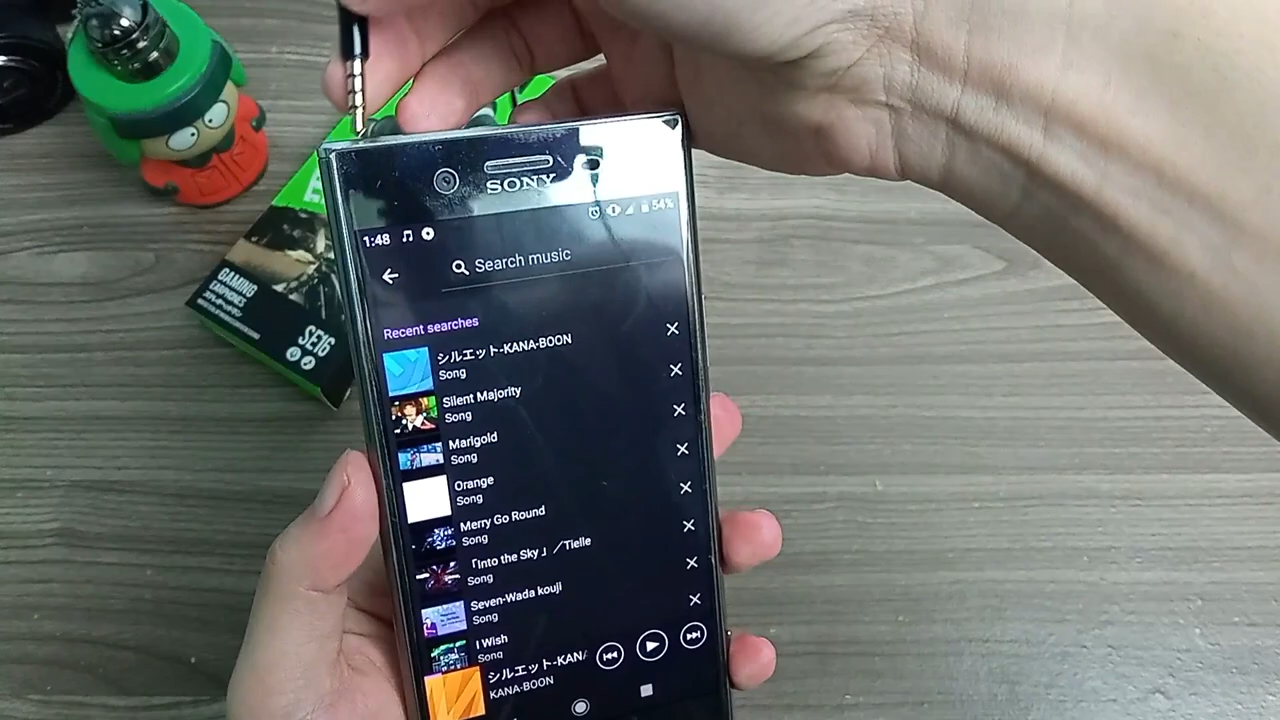 SONY
54%
1:48
Search music
Recent searches
シルエット-KANA-BOON
Song
Silent Majority
Song
Marigold
Song
Orange
Song
Merry Go Round
Song
「Into the Sky 」／Tielle
Song
Seven-Wada kouji
Song
I Wish
Song
シルエット-KAN
KANA-BOON
GAMING
EARPHONES
SE16